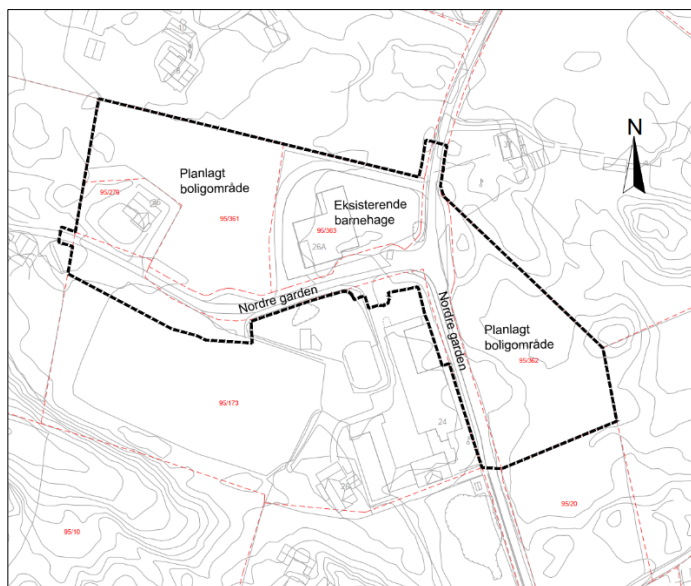 N
Planlagt
boligområde
95/276
95/361
Eksisterende
barnehage
95/363
26A
Nordre garden
Nordre garden
Planlagt
boligområde
95/362
95/173
24
95/10
95/20